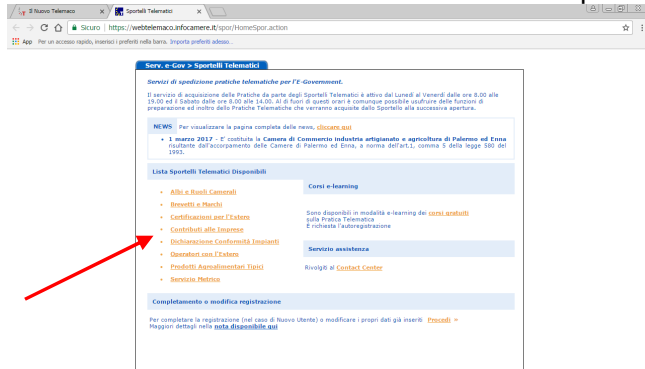 Il Nuovo Telemaco
Sportelli Telematici
Sicuro | https://webtelemaco.infocamere.it/spor/HomeSpor.action
App Per un accesso rapido, inserisci i preferiti nella barra. Importa preferiti adesso...
Serv. e-Gov > Sportelli Telematici
Servizi di spedizione pratiche telematiche per l'E-Government.
Il servizio di acquisizione delle Pratiche da parte degli Sportelli Telematici è attivo dal Lunedì al Venerdì dalle ore 8.00 alle
19.00 ed il Sabato dalle ore 8.00 alle 14.00. Al di fuori di questi orari è comunque possibile usufruire delle funzioni di
preparazione ed inoltro delle Pratiche Telematiche che verranno acquisite dallo Sportello alla successiva apertura.
NEWS Per visualizzare la pagina completa delle news, cliccare qui
• 1 marzo 2017 - E' costituita la Camera di Commercio industria artigianato e agricoltura di Palermo ed Enna
risultante dall'accorpamento delle Camere di Palermo ed Enna, a norma dell'art.1, comma 5 della legge 580 del
1993.
Lista Sportelli Telematici Disponibili
• Albi e Ruoli Camerali
• Brevetti e Marchi
• Certificazioni per l'Estero
• Contributi alle Imprese
• Dichiarazione Conformità Impianti
• Operatori con l'Estero
• Prodotti Agroalimentari Tipici
• Servizio Metrico
Corsi e-learning
Sono disponibili in modalità e-learning dei corsi gratuiti
sulla Pratica Telematica
È richiesta l'autoregistrazione
Servizio assistenza
Rivolgiti al Contact Center
Completamento o modifica registrazione
Per completare la registrazione (nel caso di Nuovo Utente) o modificare i propri dati già inseriti Procedi »
Maggiori dettagli nella nota disponibile qui